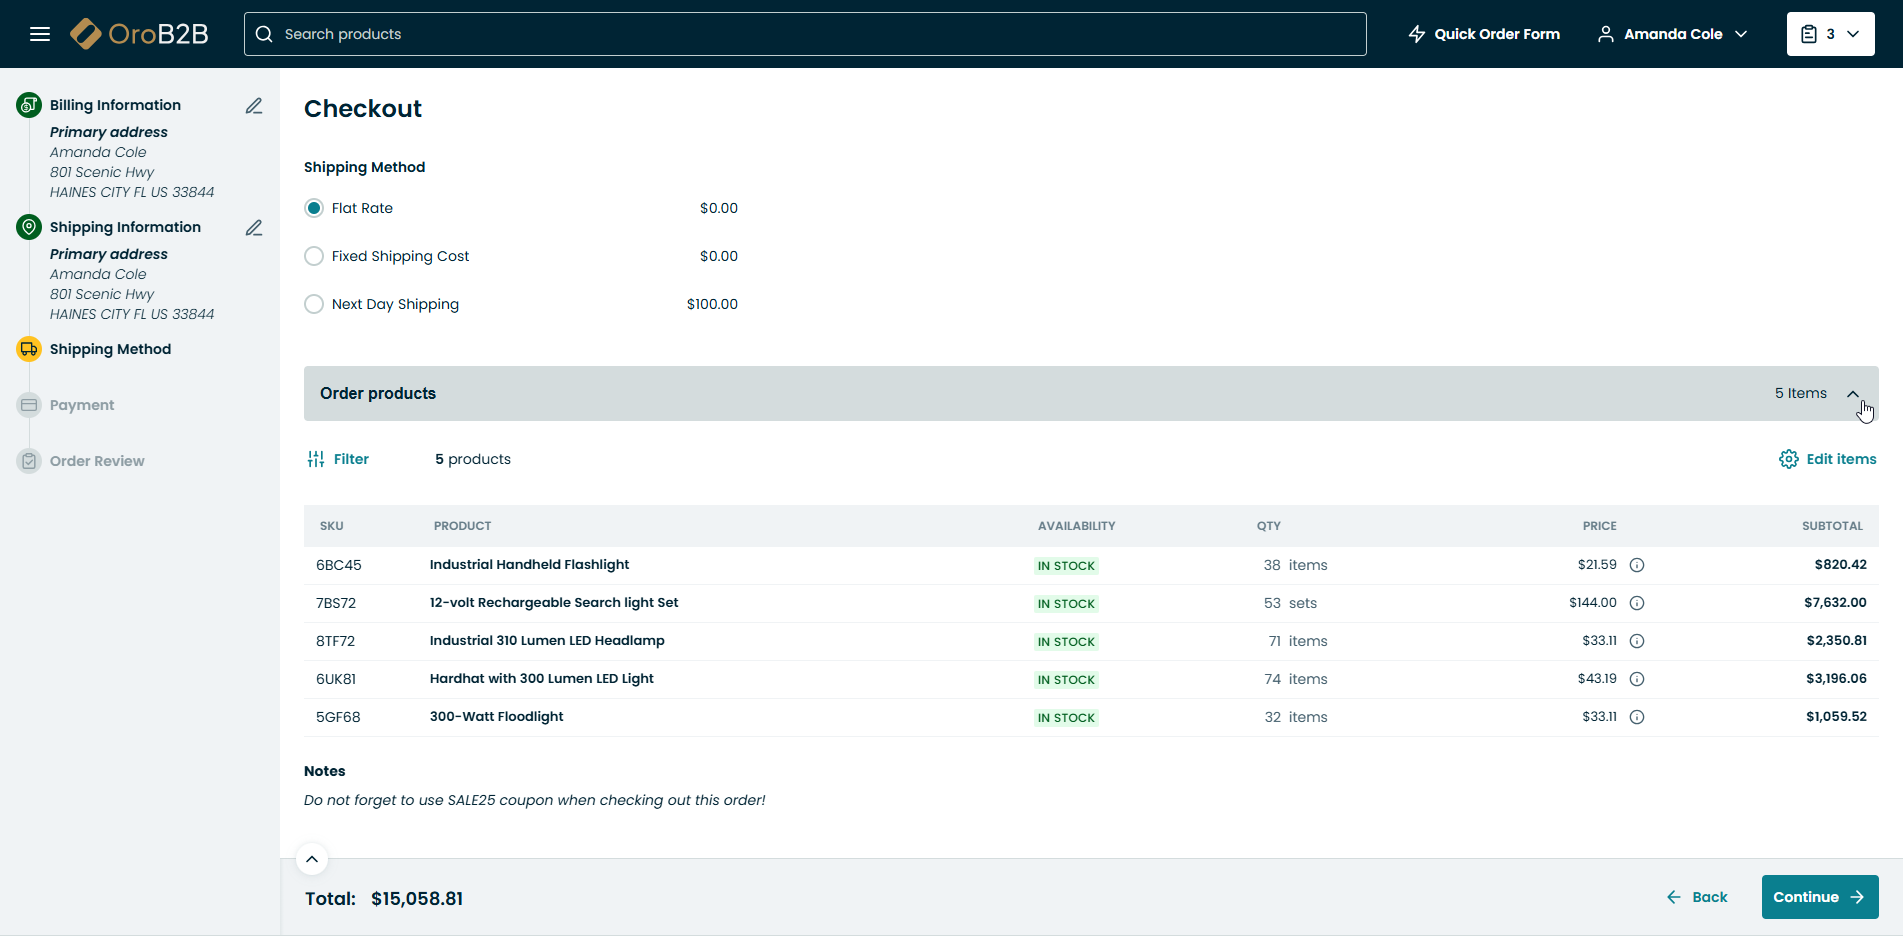 OroB2B
Search products
Quick Order Form
Amanda Cole
3
Billing Information
Primary address
Amanda Cole
801 Scenic Hwy
HAINES CITY FL US 33844
Shipping Information
Primary address
Amanda Cole
801 Scenic Hwy
HAINES CITY FL US 33844
Shipping Method
Payment
Order Review
Checkout
Shipping Method
Flat Rate $0.00
Fixed Shipping Cost $0.00
Next Day Shipping $100.00
Order products 5 Items
Filter 5 products Edit items
SKU PRODUCT AVAILABILITY QTY PRICE SUBTOTAL
6BC45 Industrial Handheld Flashlight IN STOCK 38 items $21.59 $820.42
7BS72 12-volt Rechargeable Search light Set IN STOCK 53 sets $144.00 $7,632.00
8TF72 Industrial 310 Lumen LED Headlamp IN STOCK 71 items $33.11 $2,350.81
6UK81 Hardhat with 300 Lumen LED Light IN STOCK 74 items $43.19 $3,196.06
5GF68 300-Watt Floodlight IN STOCK 32 items $33.11 $1,059.52
Notes
Do not forget to use SALE25 coupon when checking out this order!
Total: $15,058.81
Back
Continue